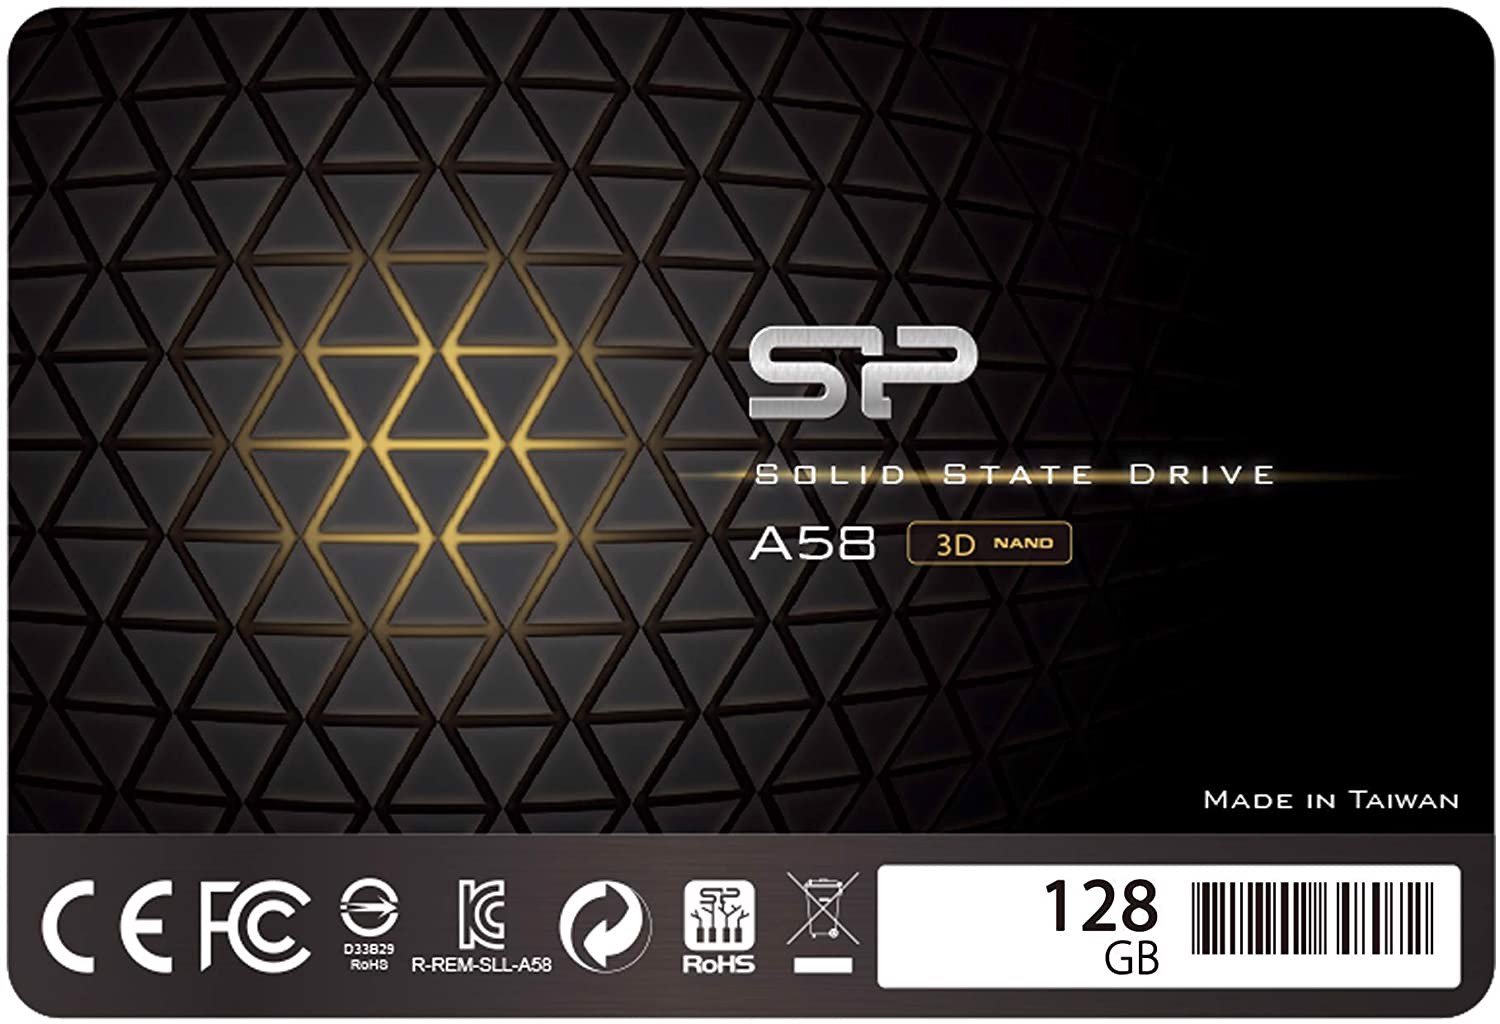 SP
SOLID STATE DRIVE
A58 3D NAND
MADE IN TAIWAN
CE FC
D33B29
RoHS
KC
R-REM-SLL-A58
SP
RoHS
128
GB